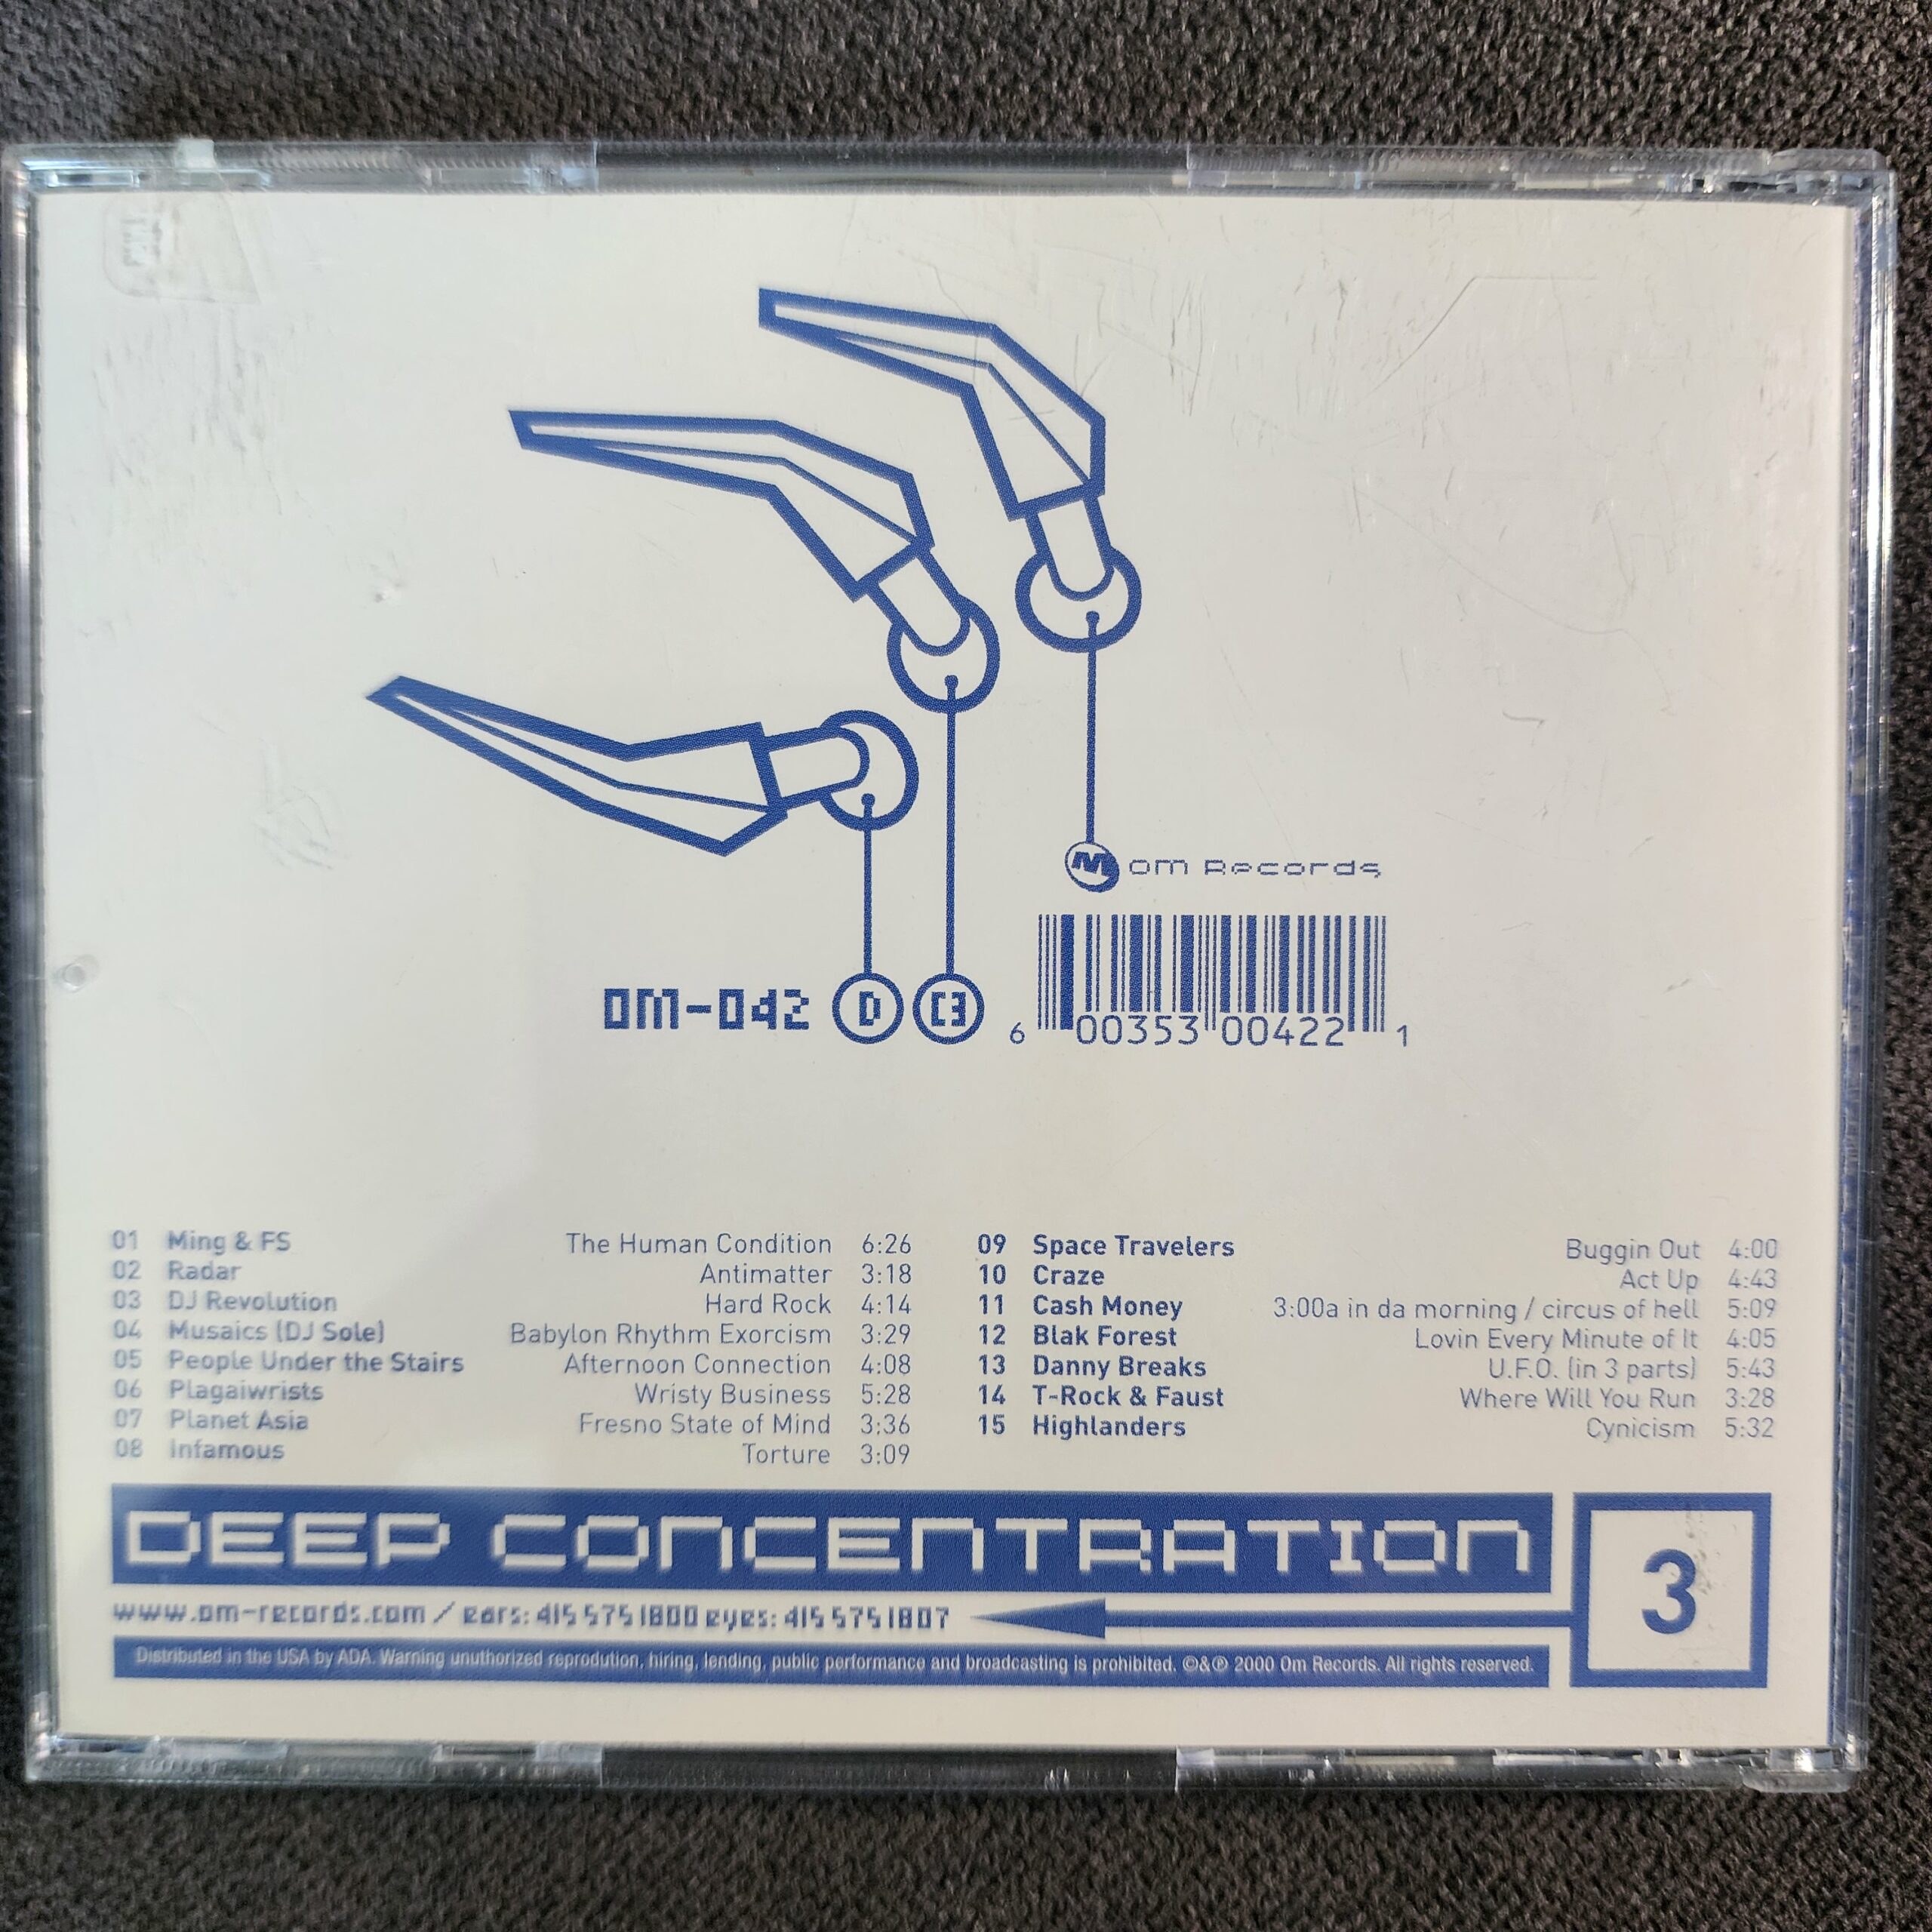 om Records
OM-042 D C3
6 00353 00422 1
01 Ming & FS The Human Condition 6:26
02 Radar Antimatter 3:18
03 DJ Revolution Hard Rock 4:14
04 Musaics (DJ Sole) Babylon Rhythm Exorcism 3:29
05 People Under the Stairs Afternoon Connection 4:08
06 Plagaiwrists Wristy Business 5:28
07 Planet Asia Fresno State of Mind 3:36
08 Infamous Torture 3:09
09 Space Travelers Buggin Out 4:00
10 Craze Act Up 4:43
11 Cash Money 3:00a in da morning / circus of hell 5:09
12 Blak Forest Lovin Every Minute of It 4:05
13 Danny Breaks U.F.O. (in 3 parts) 5:43
14 T-Rock & Faust Where Will You Run 3:28
15 Highlanders Cynicism 5:32
DEEP CONCENTRATION 3
www.om-records.com / ears: 415 575 1800 eyes: 415 575 1807
Distributed in the USA by ADA. Warning unuthorized reprodution, hiring, lending, public performance and broadcasting is prohibited. ©&℗ 2000 Om Records. All rights reserved.